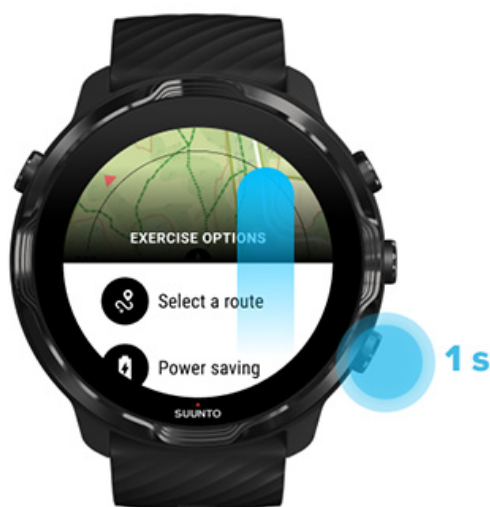 EXERCISE OPTIONS
Select a route
Power saving
SUUNTO
1 s